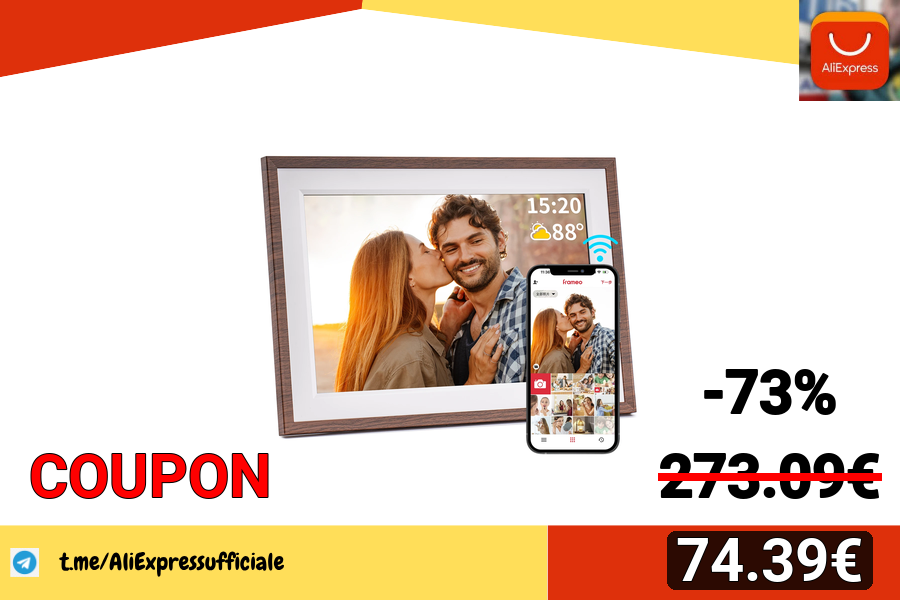 AliExpress
15:20
88°
frameo
-73%
COUPON
273.09€
t.me/AliExpressufficiale
74.39€